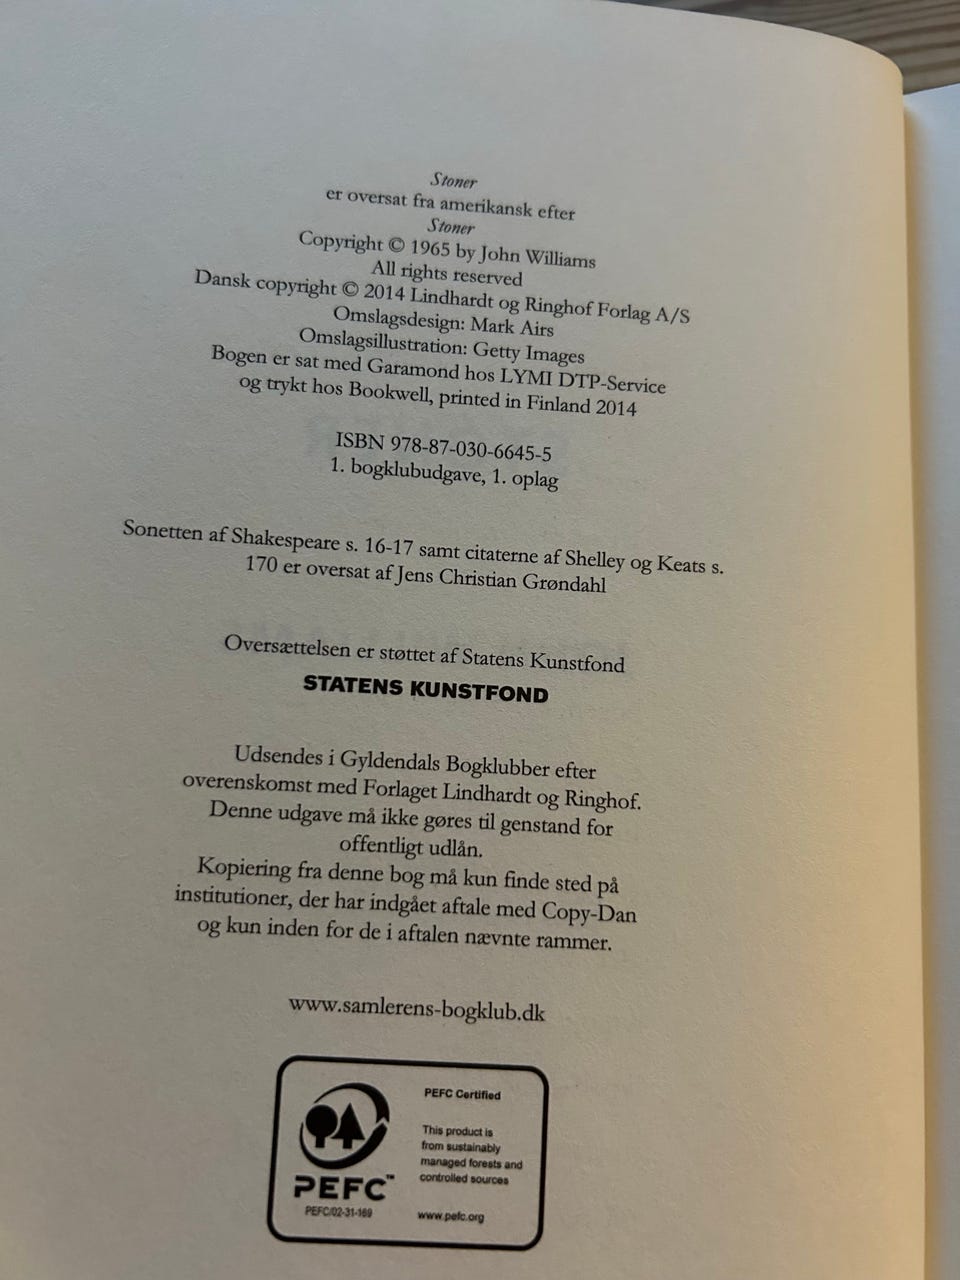 Stoner
er oversat fra amerikansk efter
Stoner
Copyright © 1965 by John Williams
All rights reserved
Dansk copyright © 2014 Lindhardt og Ringhof Forlag A/S
Omslagsdesign: Mark Airs
Omslagsillustration: Getty Images
Bogen er sat med Garamond hos LYMI DTP-Service
og trykt hos Bookwell, printed in Finland 2014
ISBN 978-87-030-6645-5
1. bogklubudgave, 1. oplag
Sonetten af Shakespeare s. 16-17 samt citaterne af Shelley og Keats s.
170 er oversat af Jens Christian Grøndahl
Oversættelsen er støttet af Statens Kunstfond
STATENS KUNSTFOND
Udsendes i Gyldendals Bogklubber efter
overenskomst med Forlaget Lindhardt og Ringhof.
Denne udgave må ikke gøres til genstand for
offentligt udlån.
Kopiering fra denne bog må kun finde sted på
institutioner, der har indgået aftale med Copy-Dan
og kun inden for de i aftalen nævnte rammer.
www.samlerens-bogklub.dk
PEFC™
PEFC/02-31-169
PEFC Certified
This product is
from sustainably
managed forests and
controlled sources
www.pefc.org